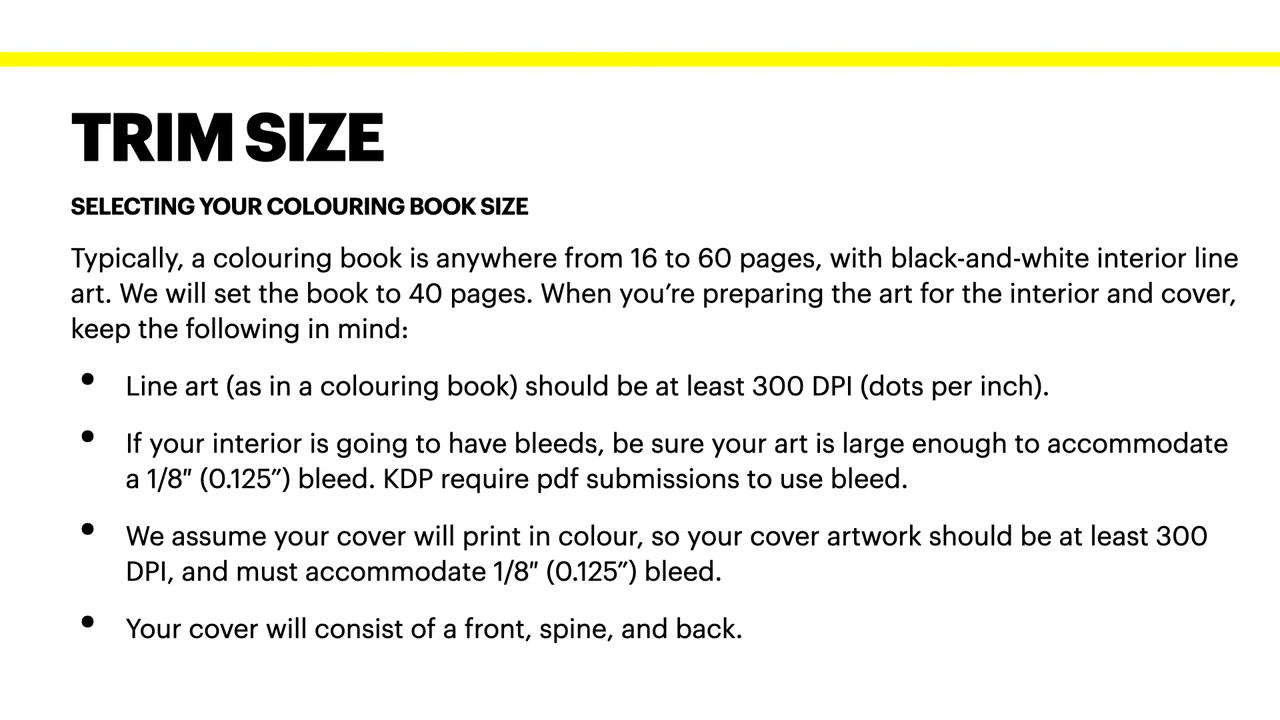 TRIM SIZE
SELECTING YOUR COLOURING BOOK SIZE
Typically, a colouring book is anywhere from 16 to 60 pages, with black-and-white interior line
art. We will set the book to 40 pages. When you’re preparing the art for the interior and cover,
keep the following in mind:
• Line art (as in a colouring book) should be at least 300 DPI (dots per inch).
• If your interior is going to have bleeds, be sure your art is large enough to accommodate
a 1/8″ (0.125″) bleed. KDP require pdf submissions to use bleed.
• We assume your cover will print in colour, so your cover artwork should be at least 300
DPI, and must accommodate 1/8″ (0.125″) bleed.
• Your cover will consist of a front, spine, and back.